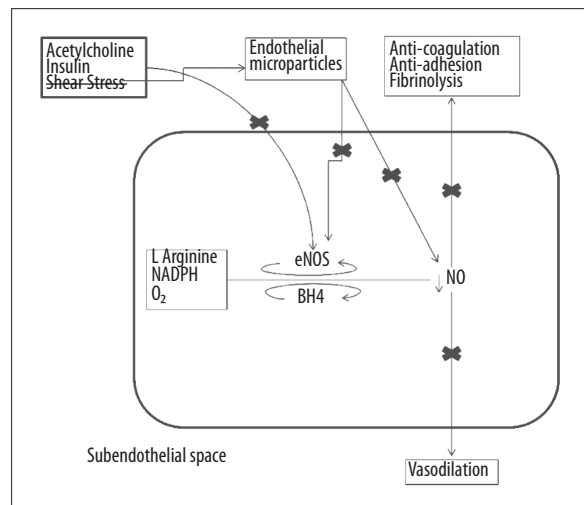 Acetylcholine
Insulin
Shear Stress
Endothelial
microparticles
Anti-coagulation
Anti-adhesion
Fibrinolysis
L Arginine
NADPH
O₂
eNOS
BH4
↓ NO
Subendothelial space
Vasodilation